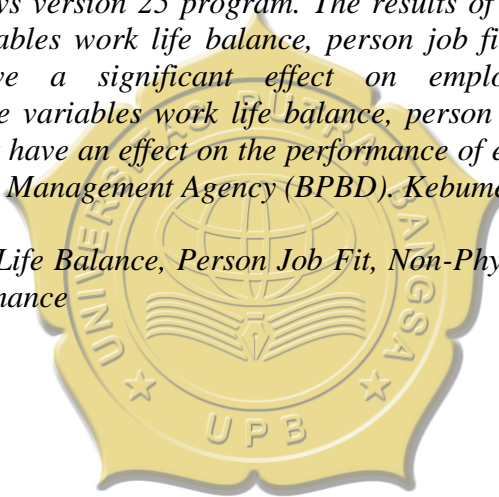 ws version 25 program. The results of
ables work life balance, person job fi
ve a significant effect on emplo
e variables work life balance, person
have an effect on the performance of e
Management Agency (BPBD). Kebume
Life Balance, Person Job Fit, Non-Phy
nance
UNIVERSITAS PUTRA BANGSA
UPB